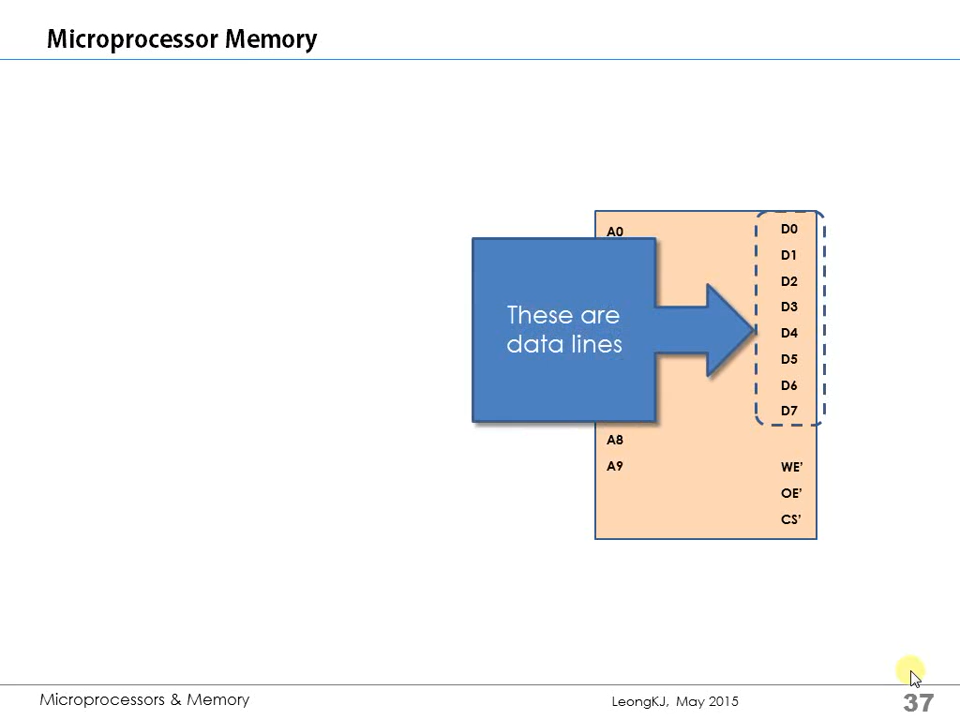 Microprocessor Memory
A0
These are
data lines
A8
A9
D0
D1
D2
D3
D4
D5
D6
D7
WE’
OE’
CS’
Microprocessors & Memory
LeongKJ, May 2015
37